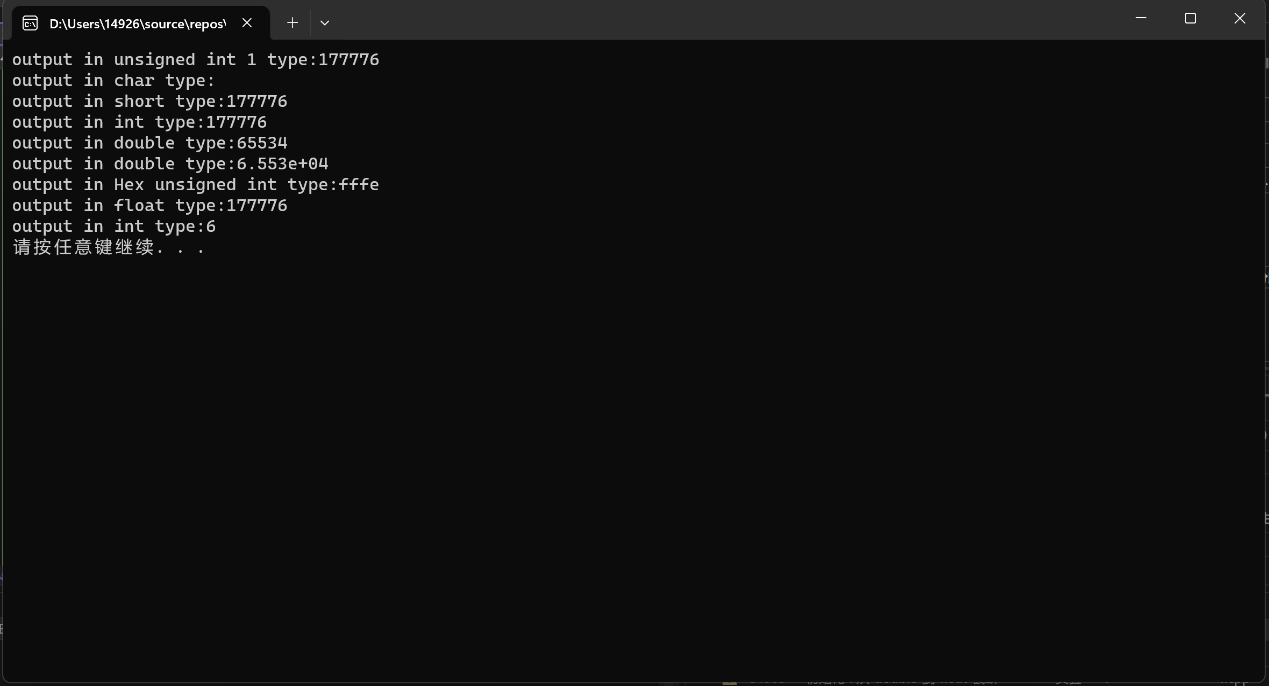 D:\Users\14926\source\repos\
output in unsigned int 1 type:177776
output in char type:
output in short type:177776
output in int type:177776
output in double type:65534
output in double type:6.553e+04
output in Hex unsigned int type:fffe
output in float type:177776
output in int type:6
请按任意键继续. . .